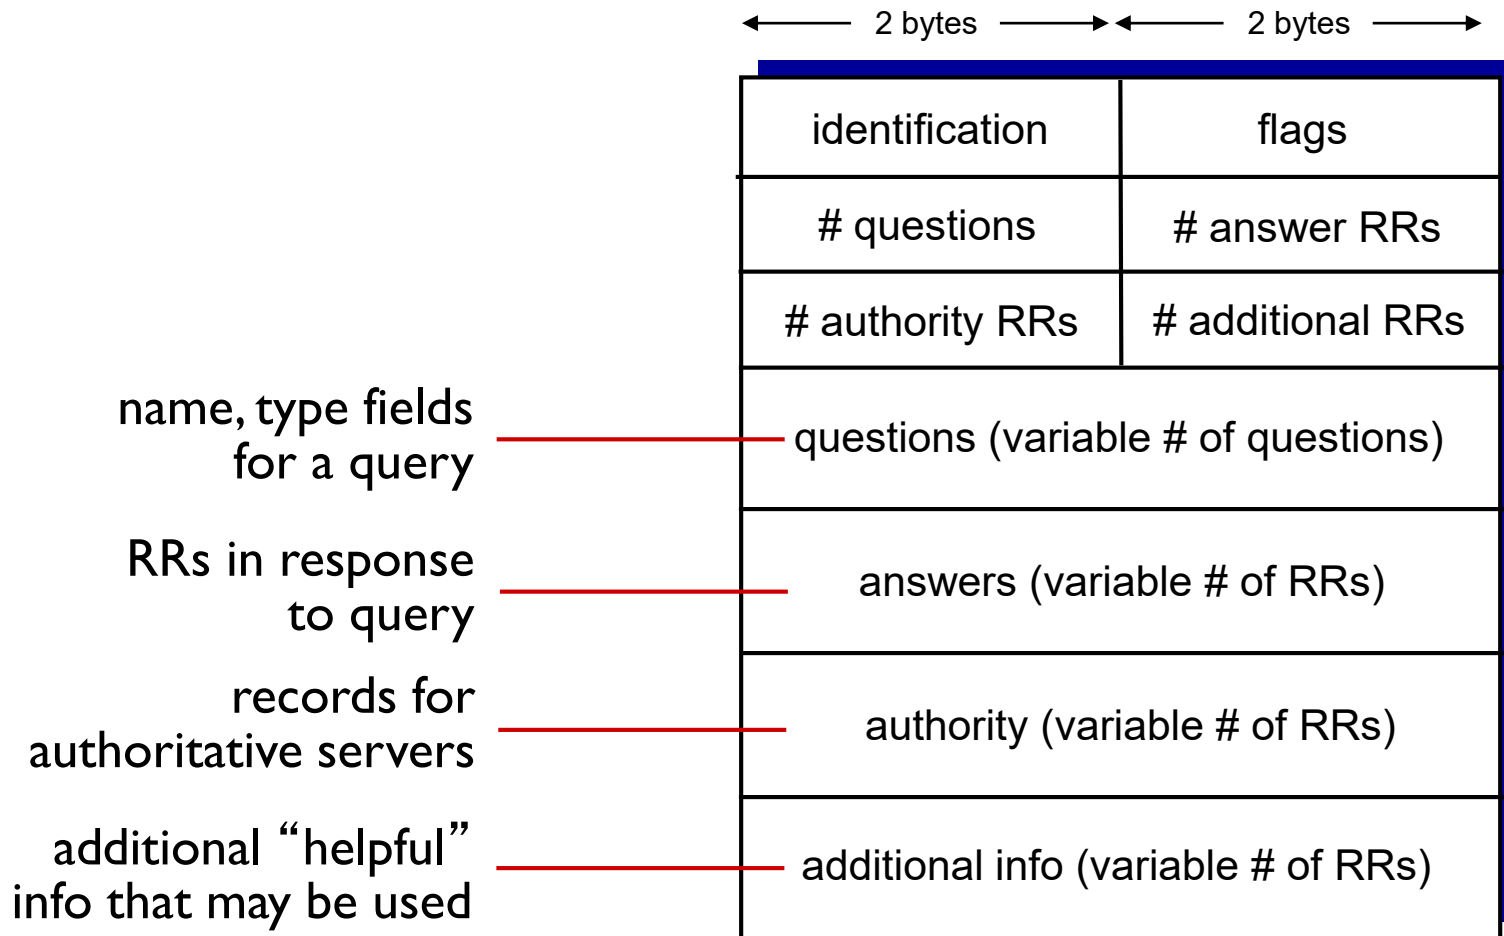 2 bytes 2 bytes
identification flags
# questions # answer RRs
# authority RRs # additional RRs
name, type fields
for a query
questions (variable # of questions)
RRs in response
to query
answers (variable # of RRs)
records for
authoritative servers
authority (variable # of RRs)
additional “helpful”
info that may be used
additional info (variable # of RRs)